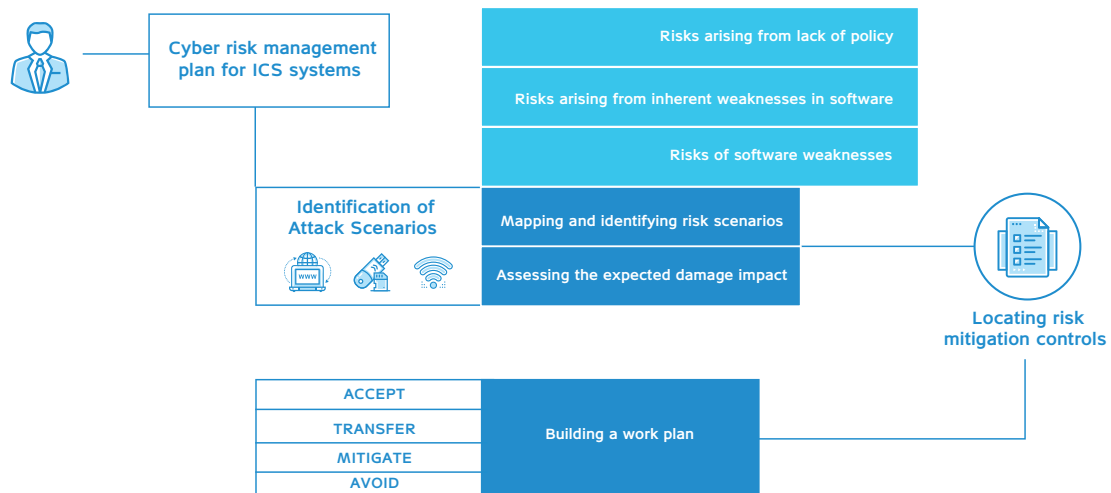 Cyber risk management
plan for ICS systems
Risks arising from lack of policy
Risks arising from inherent weaknesses in software
Risks of software weaknesses
Identification of
Attack Scenarios
www
Mapping and identifying risk scenarios
Assessing the expected damage impact
Locating risk
mitigation controls
ACCEPT
TRANSFER
MITIGATE
AVOID
Building a work plan